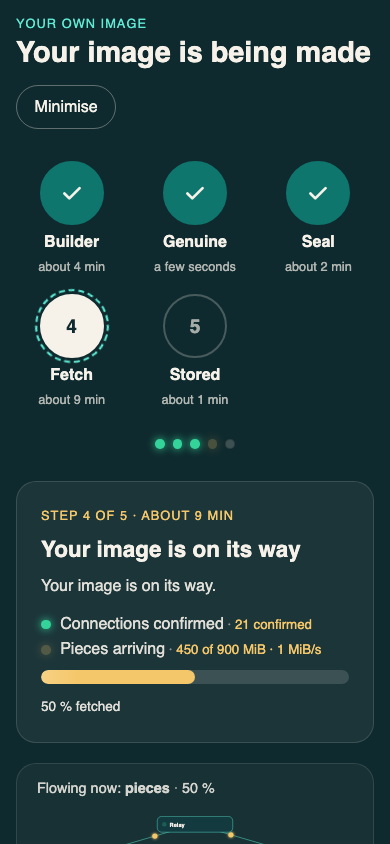 YOUR OWN IMAGE
Your image is being made
Minimise
Builder
about 4 min
Genuine
a few seconds
Seal
about 2 min
4
Fetch
about 9 min
5
Stored
about 1 min
STEP 4 OF 5 · ABOUT 9 MIN
Your image is on its way
Your image is on its way.
Connections confirmed · 21 confirmed
Pieces arriving · 450 of 900 MiB · 1 MiB/s
50 % fetched
Flowing now: pieces · 50 %
Relay